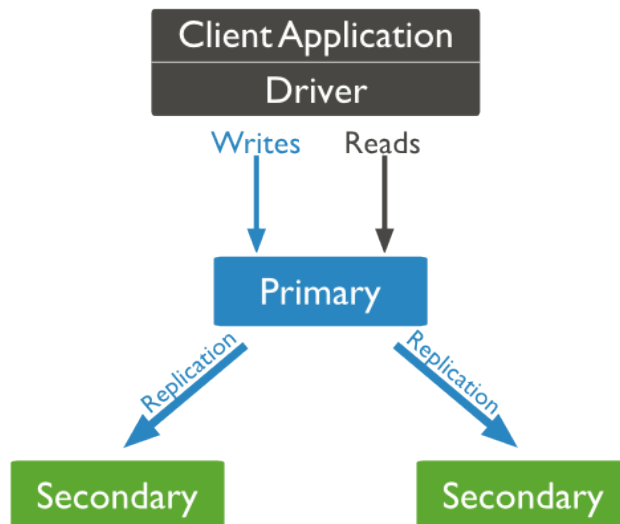 Client Application
Driver
Writes Reads
Primary
Replication Replication
Secondary Secondary